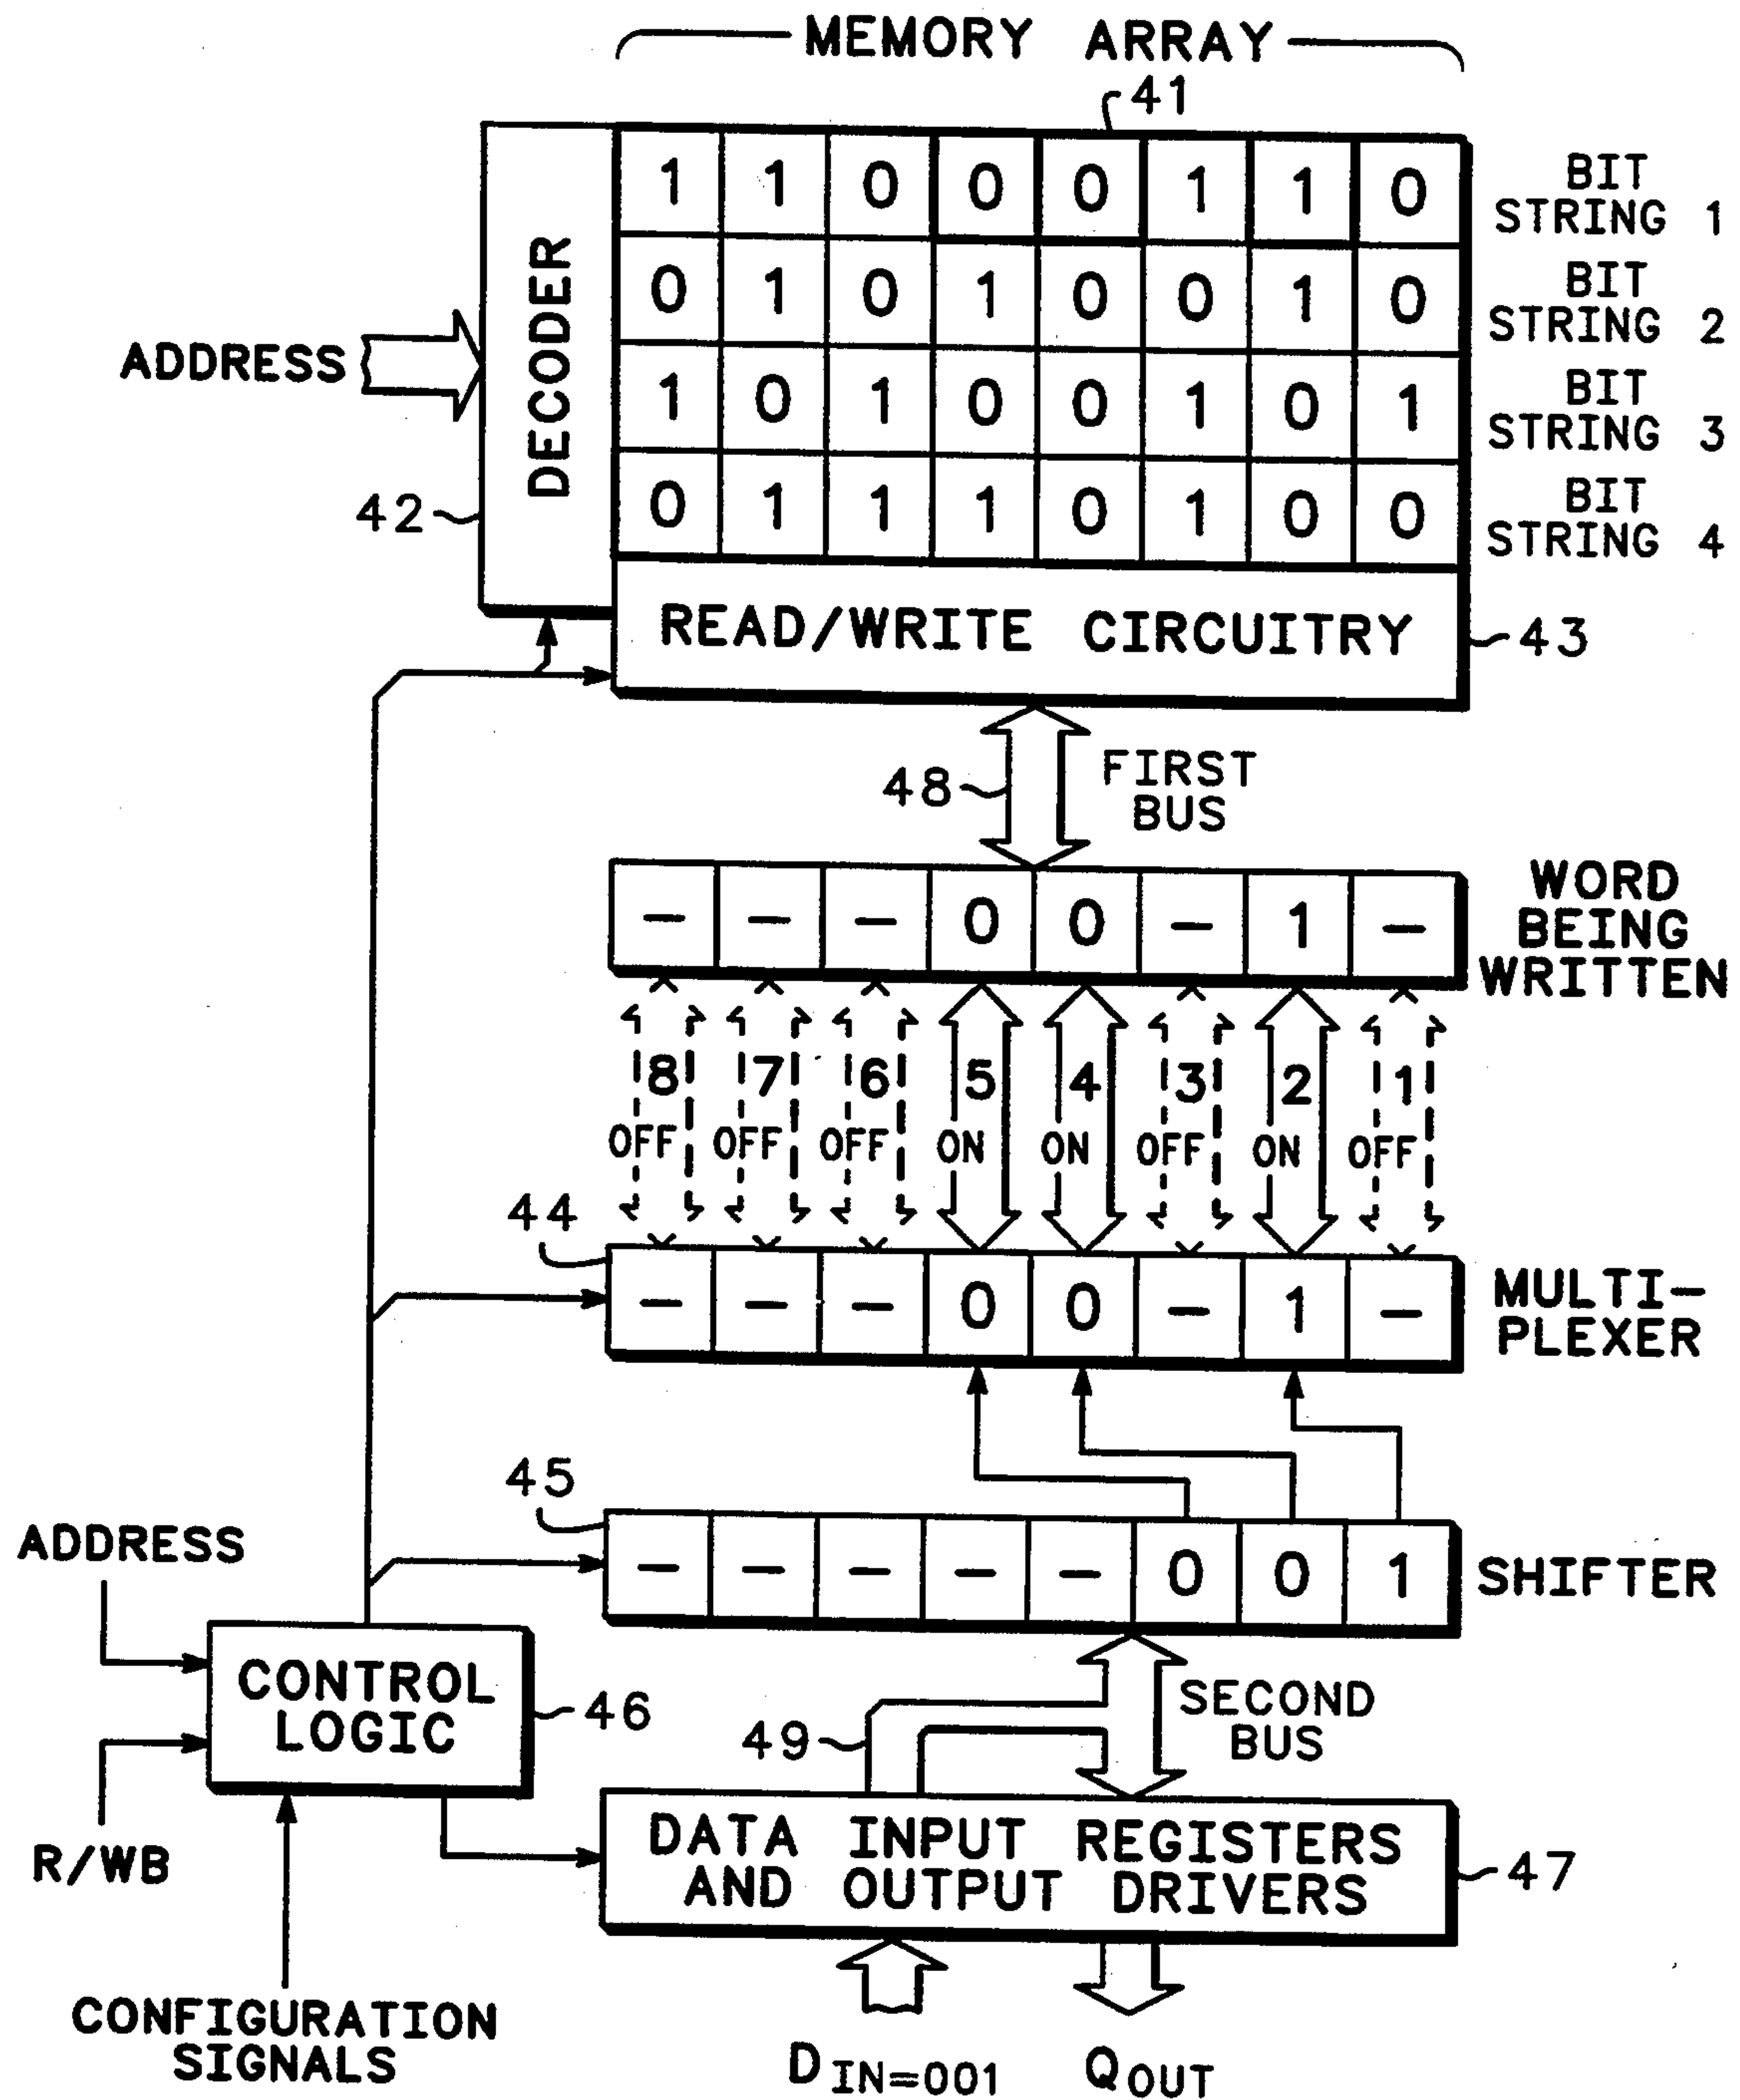 MEMORY ARRAY
41
1 1 0 0 0 1 1 0
BIT
STRING 1
0 1 0 1 0 0 1 0
BIT
STRING 2
DECODER
ADDRESS
1 0 1 0 0 1 0 1
BIT
STRING 3
42
0 1 1 1 0 1 0 0
BIT
STRING 4
READ/WRITE CIRCUITRY
43
48
FIRST
BUS
- - - 0 0 - 1 -
WORD
BEING
WRITTEN
8 7 6 5 4 3 2 1
OFF OFF OFF ON ON OFF ON OFF
44
- - - 0 0 - 1 -
MULTI-
PLEXER
45
- - - - - 0 0 1
SHIFTER
ADDRESS
CONTROL
LOGIC
46
R/WB
SECOND
BUS
49
DATA INPUT REGISTERS
AND OUTPUT DRIVERS
47
CONFIGURATION
SIGNALS
DIN=001
QOUT